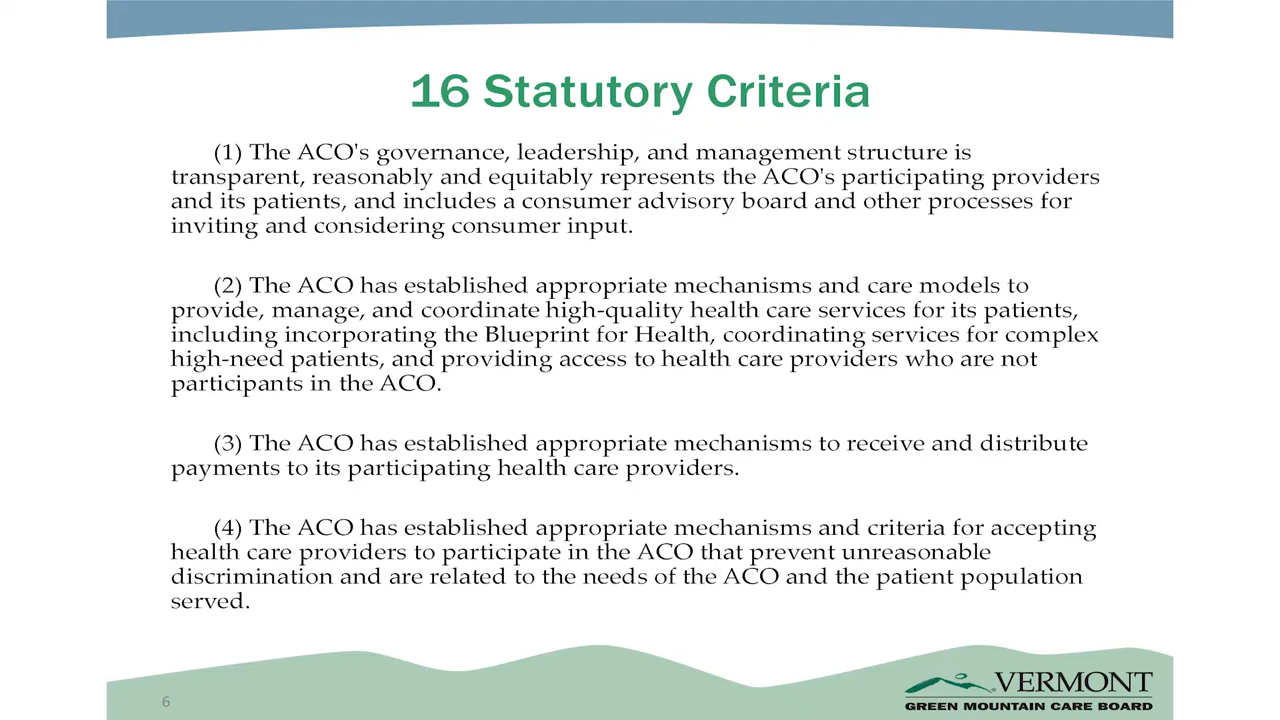 16 Statutory Criteria
(1) The ACO's governance, leadership, and management structure is
transparent, reasonably and equitably represents the ACO's participating providers
and its patients, and includes a consumer advisory board and other processes for
inviting and considering consumer input.
(2) The ACO has established appropriate mechanisms and care models to
provide, manage, and coordinate high-quality health care services for its patients,
including incorporating the Blueprint for Health, coordinating services for complex
high-need patients, and providing access to health care providers who are not
participants in the ACO.
(3) The ACO has established appropriate mechanisms to receive and distribute
payments to its participating health care providers.
(4) The ACO has established appropriate mechanisms and criteria for accepting
health care providers to participate in the ACO that prevent unreasonable
discrimination and are related to the needs of the ACO and the patient population
served.
6
VERMONT
GREEN MOUNTAIN CARE BOARD